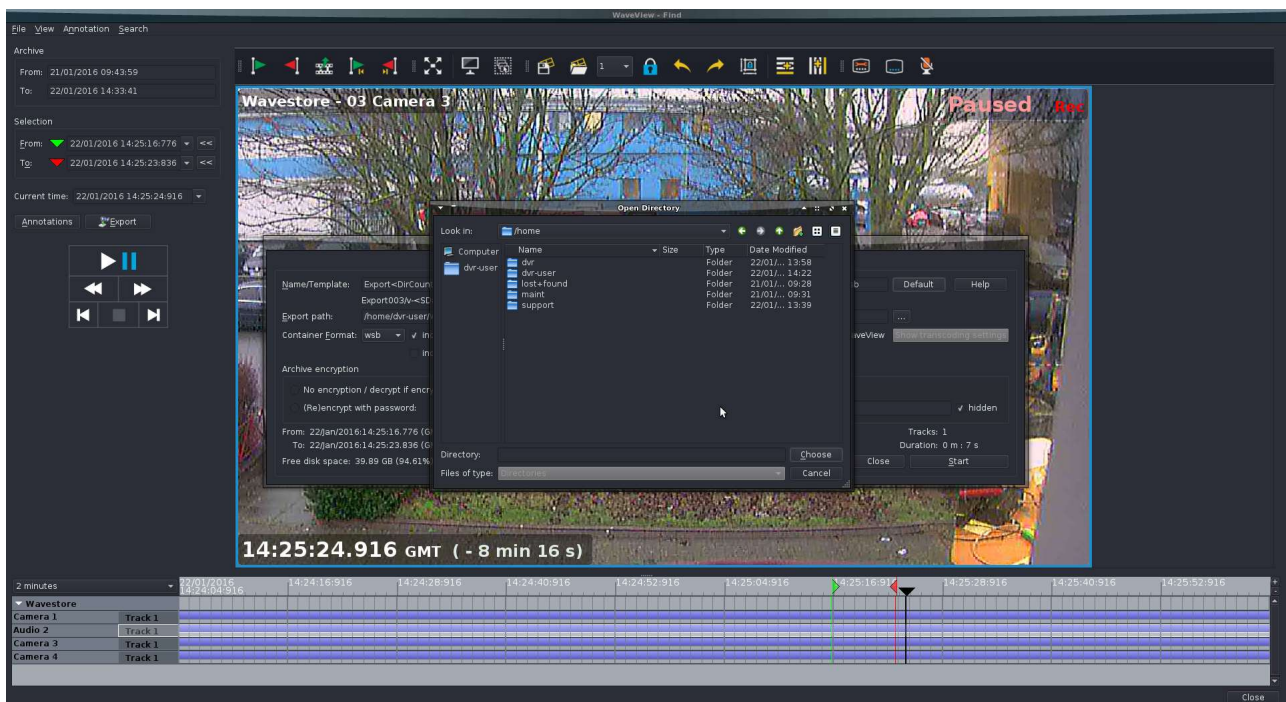 WaveView - Find
File View Annotation Search
Archive
From: 21/01/2016 09:43:59
To: 22/01/2016 14:33:41
Selection
From: 22/01/2016 14:25:16:776 <<
To: 22/01/2016 14:25:23:836 <<
Current time: 22/01/2016 14:25:24:916
Annotations Export
1
Wavestore - 03 Camera 3 Paused Rec
Open Directory
Look in: /home
Computer
dvr-user
Name Size Type Date Modified
dvr Folder 22/01/... 13:58
dvr-user Folder 22/01/... 14:22
lost+found Folder 21/01/... 09:28
maint Folder 21/01/... 09:31
support Folder 22/01/... 13:39
Directory: Choose
Files of type: Directories Cancel
Name/Template: Export<DirCoun b Default Help
Export003/v-<SD
Export path: /home/dvr-user/ ...
Container Format: wsb in veView Show transcoding settings
in
Archive encryption
No encryption / decrypt if encr
(Re)encrypt with password: hidden
From: 22/Jan/2016:14:25:16.776 (G Tracks: 1
To: 22/Jan/2016:14:25:23.836 (G Duration: 0 m : 7 s
Free disk space: 39.89 GB (94.61% Close Start
14:25:24.916 GMT ( - 8 min 16 s)
2 minutes 22/01/2016 14:24:16:916 14:24:28:916 14:24:40:916 14:24:52:916 14:25:04:916 14:25:16:91 14:25:28:916 14:25:40:916 14:25:52:916 +
14:24:04:916 -
Wavestore
Camera 1 Track 1
Audio 2 Track 1
Camera 3 Track 1
Camera 4 Track 1
Close